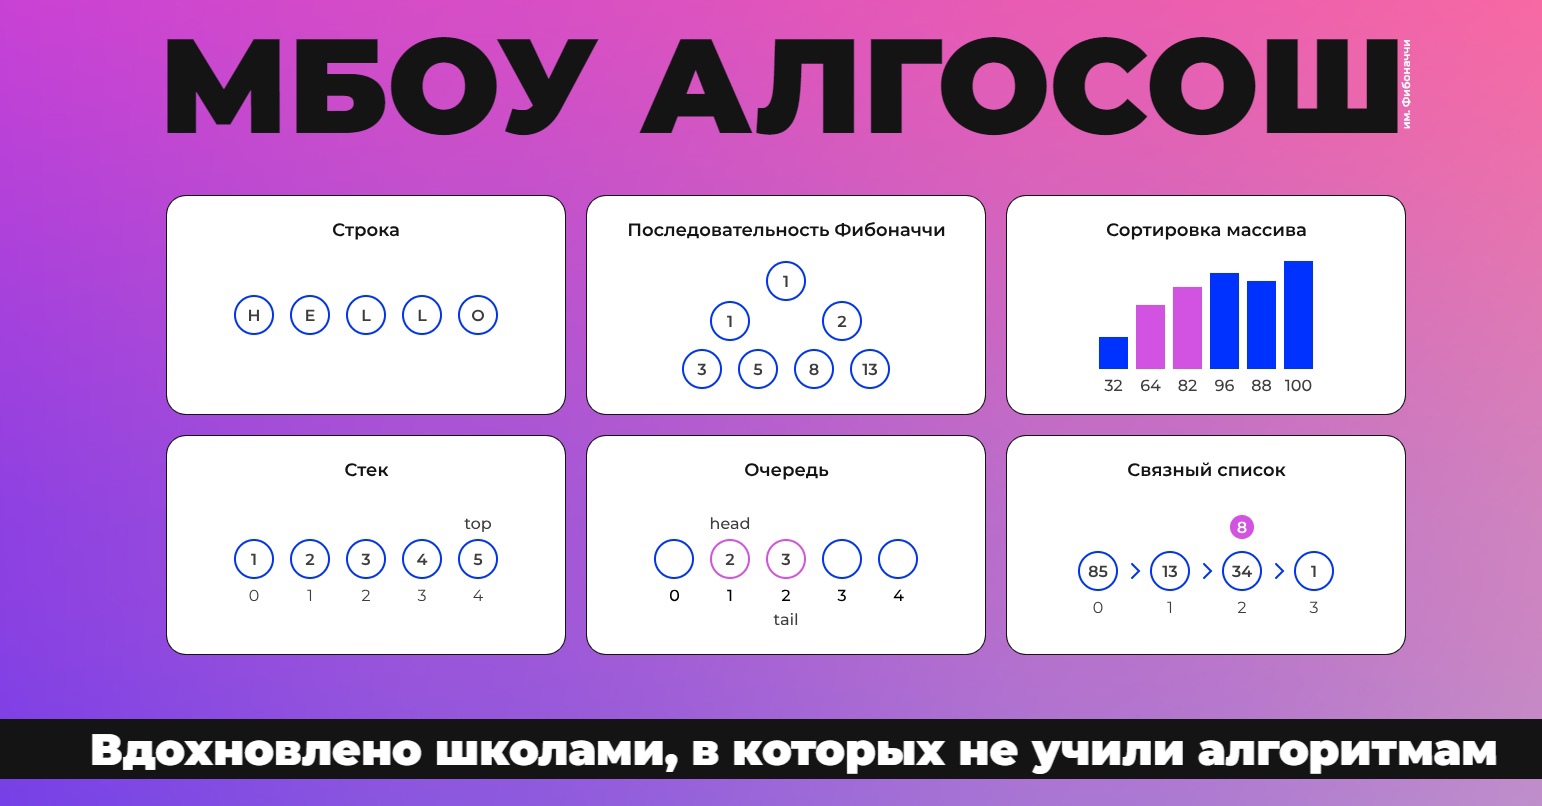 МБОУ АЛГОСОШ
им. Фибоначчи
Строка
H E L L O
Последовательность Фибоначчи
1
1 2
3 5 8 13
Сортировка массива
32 64 82 96 88 100
Стек
top
1 2 3 4 5
0 1 2 3 4
Очередь
head
2 3
0 1 2 3 4
tail
Связный список
8
85 > 13 > 34 > 1
0 1 2 3
Вдохновлено школами, в которых не учили алгоритмам